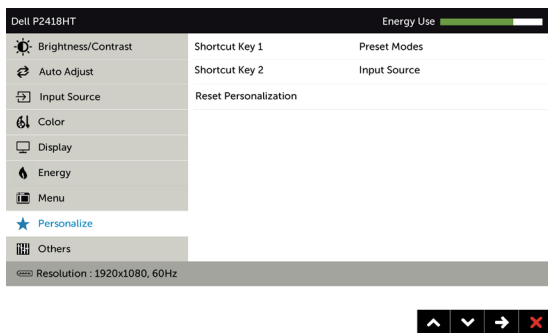 Dell P2418HT Energy Use
Brightness/Contrast Shortcut Key 1 Preset Modes
Auto Adjust Shortcut Key 2 Input Source
Input Source Reset Personalization
Color
Display
Energy
Menu
Personalize
Others
Resolution : 1920x1080, 60Hz